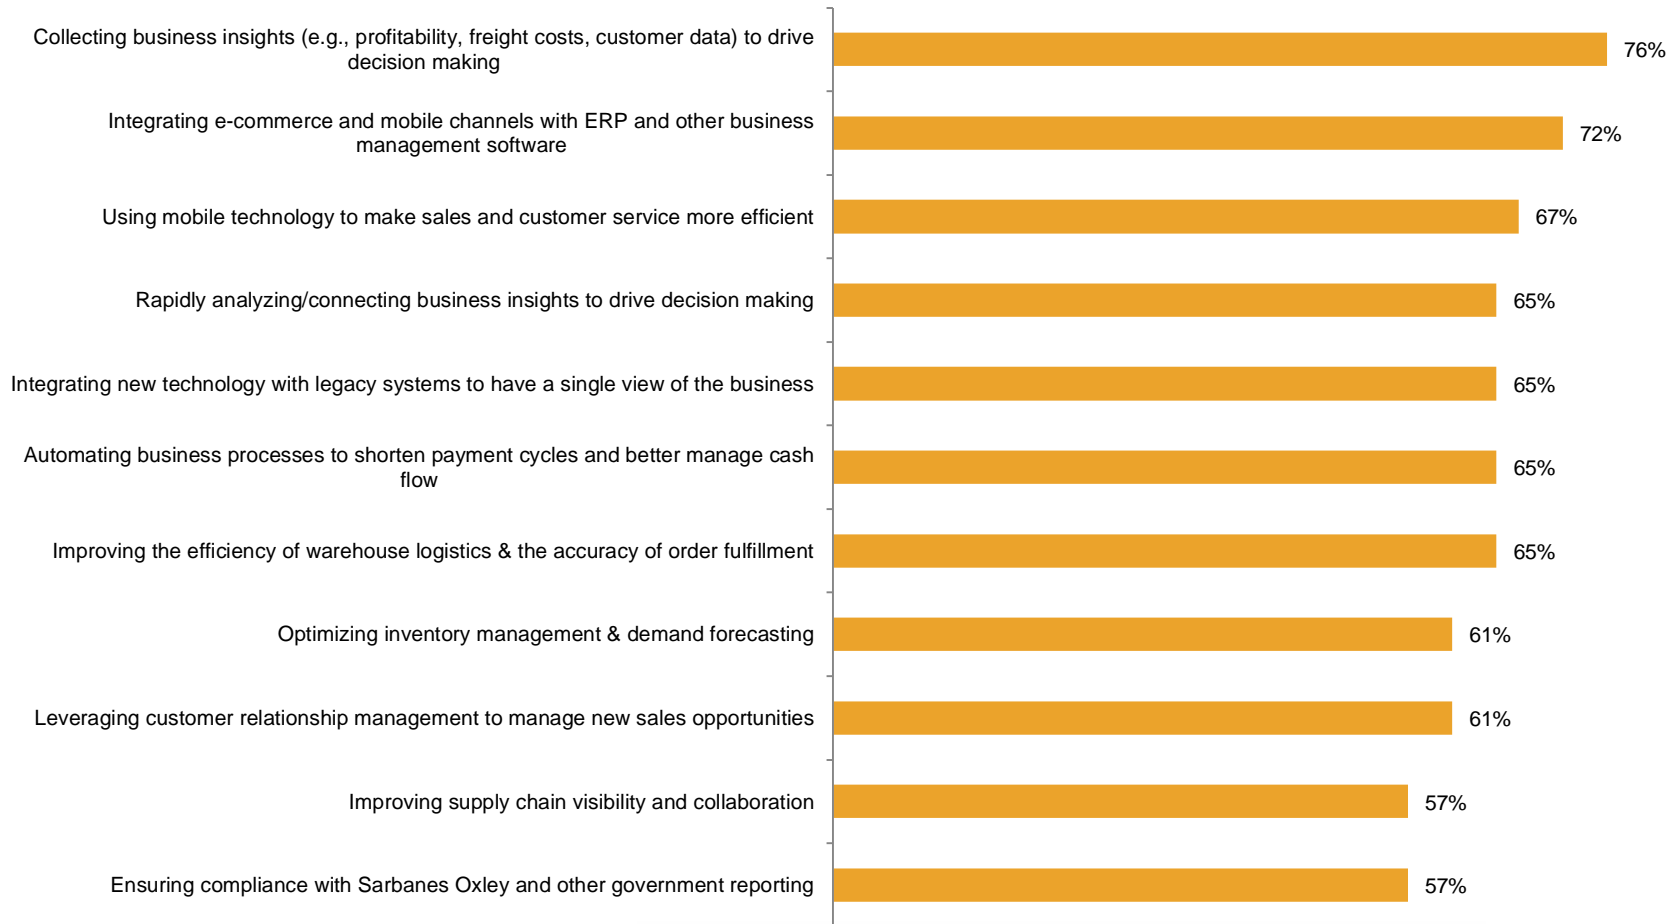 Collecting business insights (e.g., profitability, freight costs, customer data) to drive
decision making
76%
Integrating e-commerce and mobile channels with ERP and other business
management software
72%
Using mobile technology to make sales and customer service more efficient
67%
Rapidly analyzing/connecting business insights to drive decision making
65%
Integrating new technology with legacy systems to have a single view of the business
65%
Automating business processes to shorten payment cycles and better manage cash
flow
65%
Improving the efficiency of warehouse logistics & the accuracy of order fulfillment
65%
Optimizing inventory management & demand forecasting
61%
Leveraging customer relationship management to manage new sales opportunities
61%
Improving supply chain visibility and collaboration
57%
Ensuring compliance with Sarbanes Oxley and other government reporting
57%